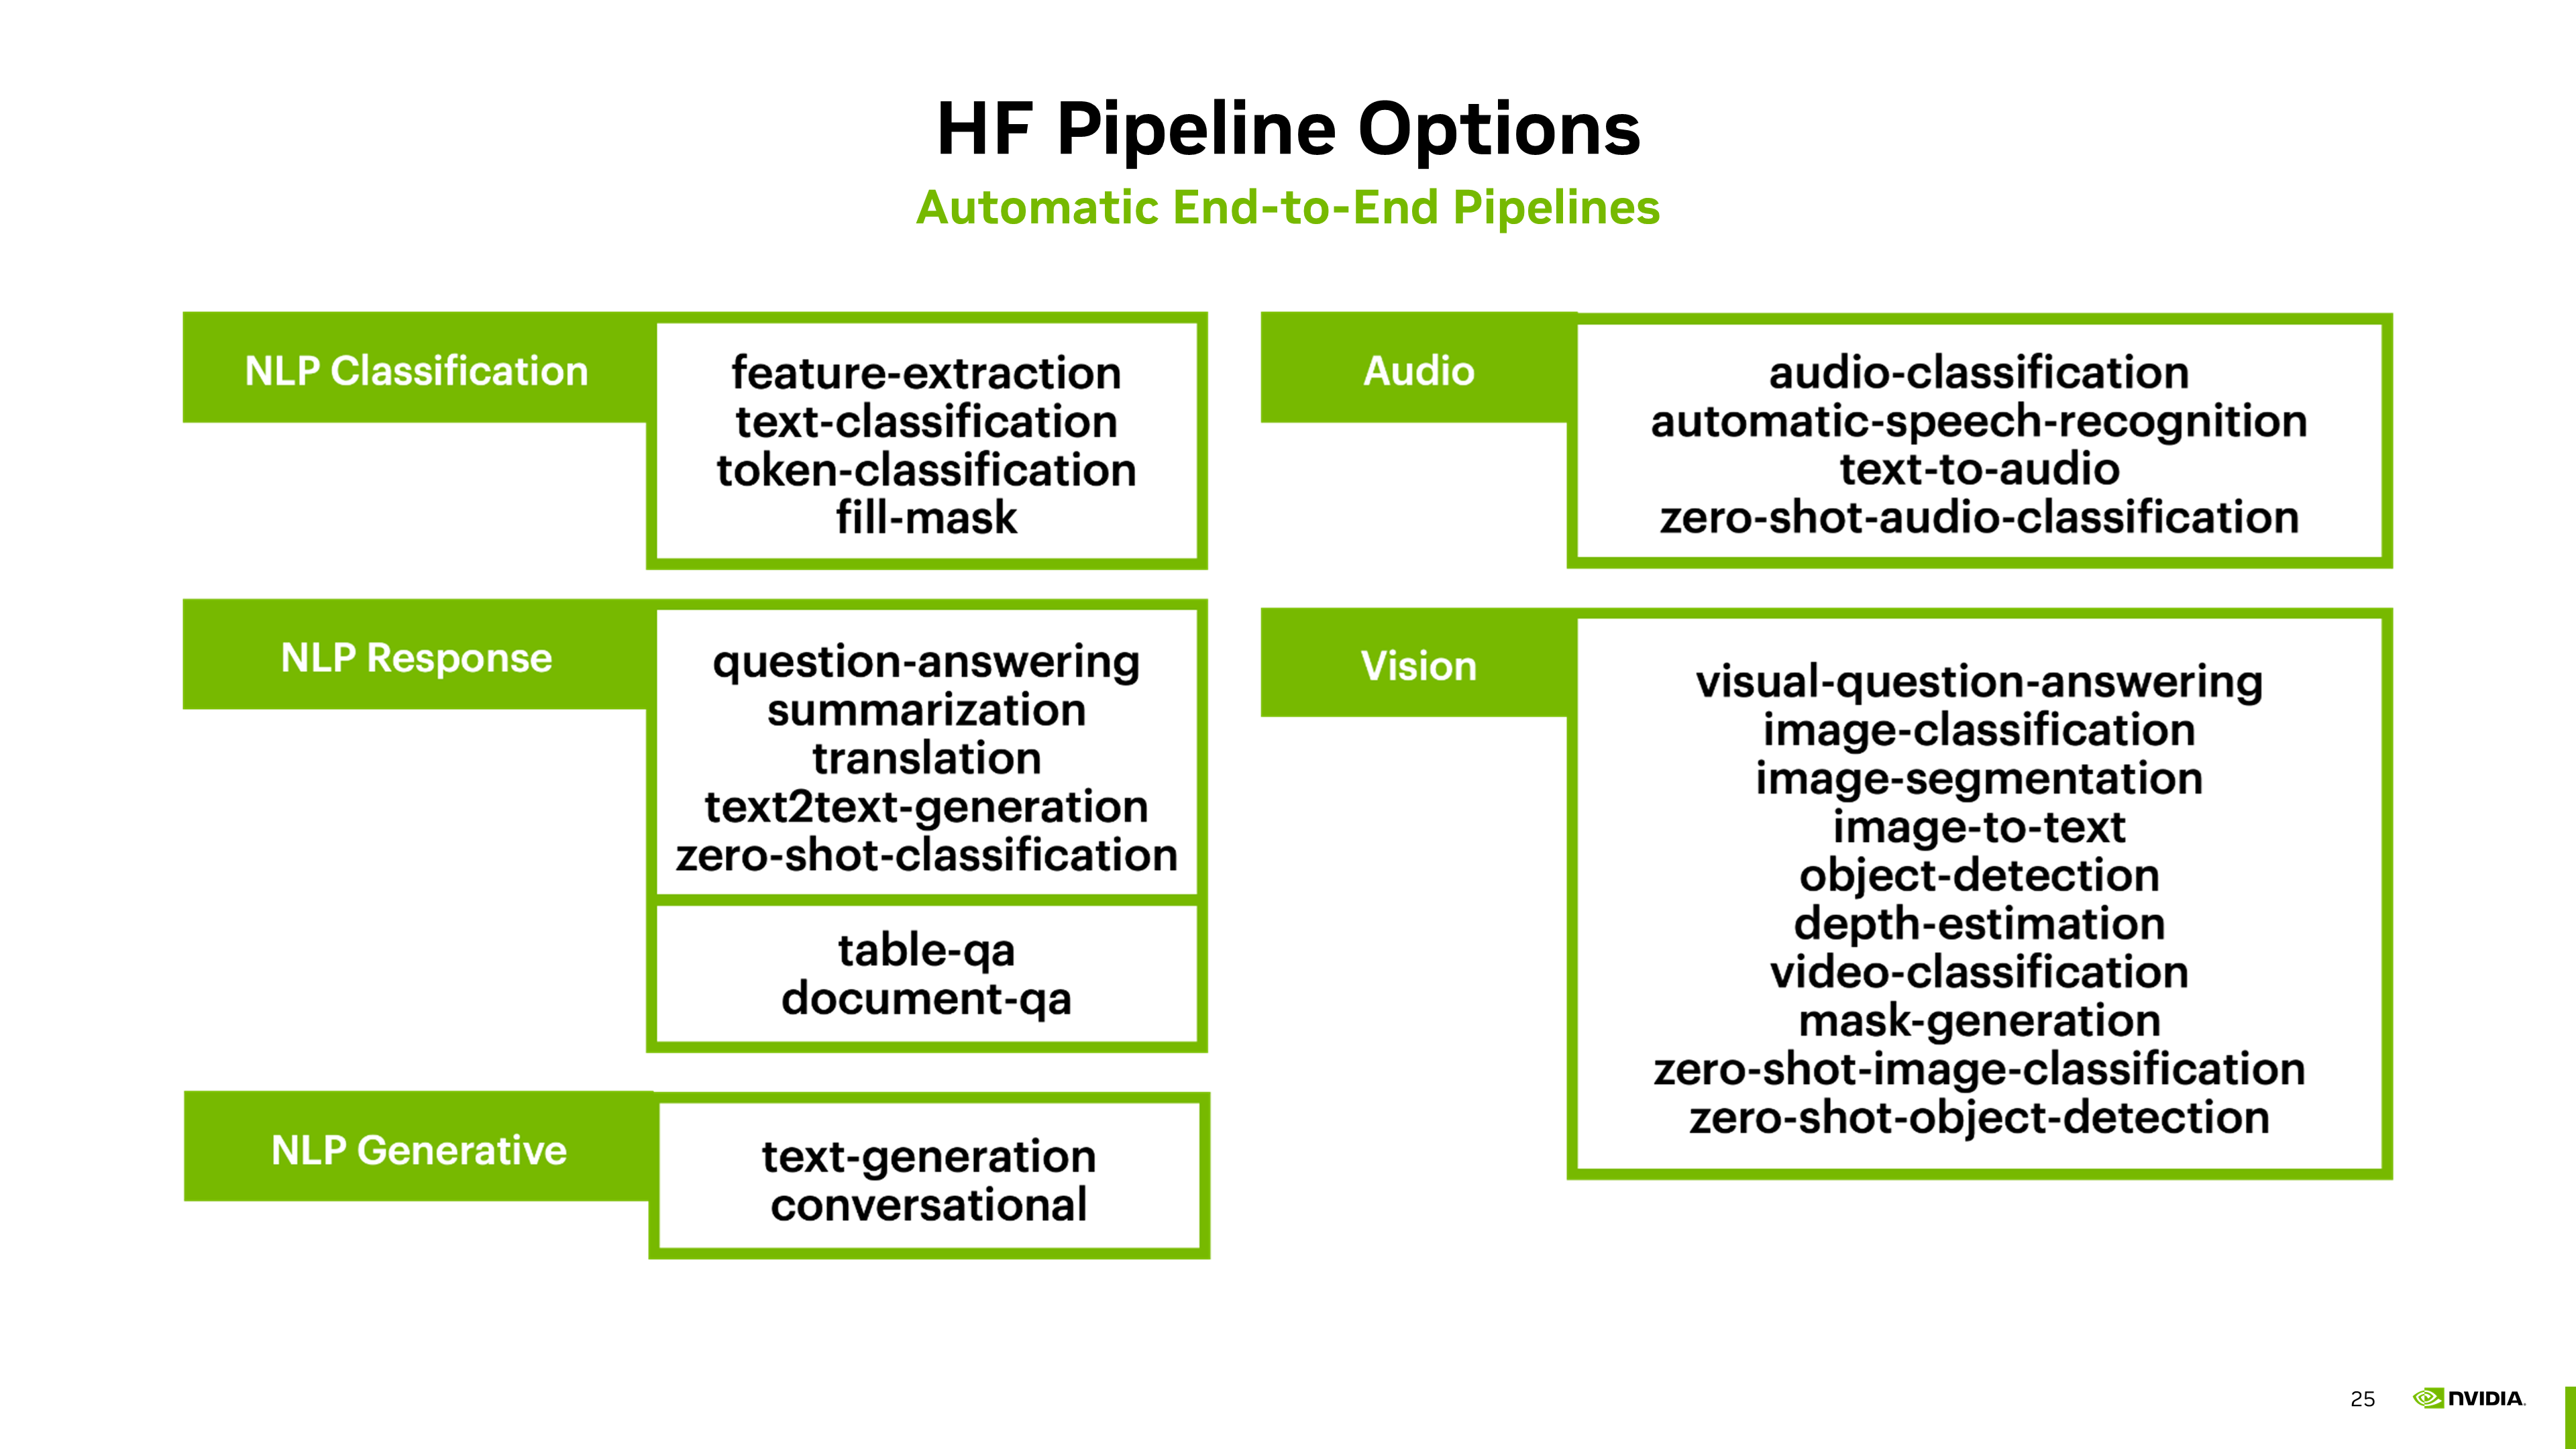 HF Pipeline Options
Automatic End-to-End Pipelines
NLP Classification
feature-extraction
text-classification
token-classification
fill-mask
NLP Response
question-answering
summarization
translation
text2text-generation
zero-shot-classification
table-qa
document-qa
NLP Generative
text-generation
conversational
Audio
audio-classification
automatic-speech-recognition
text-to-audio
zero-shot-audio-classification
Vision
visual-question-answering
image-classification
image-segmentation
image-to-text
object-detection
depth-estimation
video-classification
mask-generation
zero-shot-image-classification
zero-shot-object-detection
25
NVIDIA.